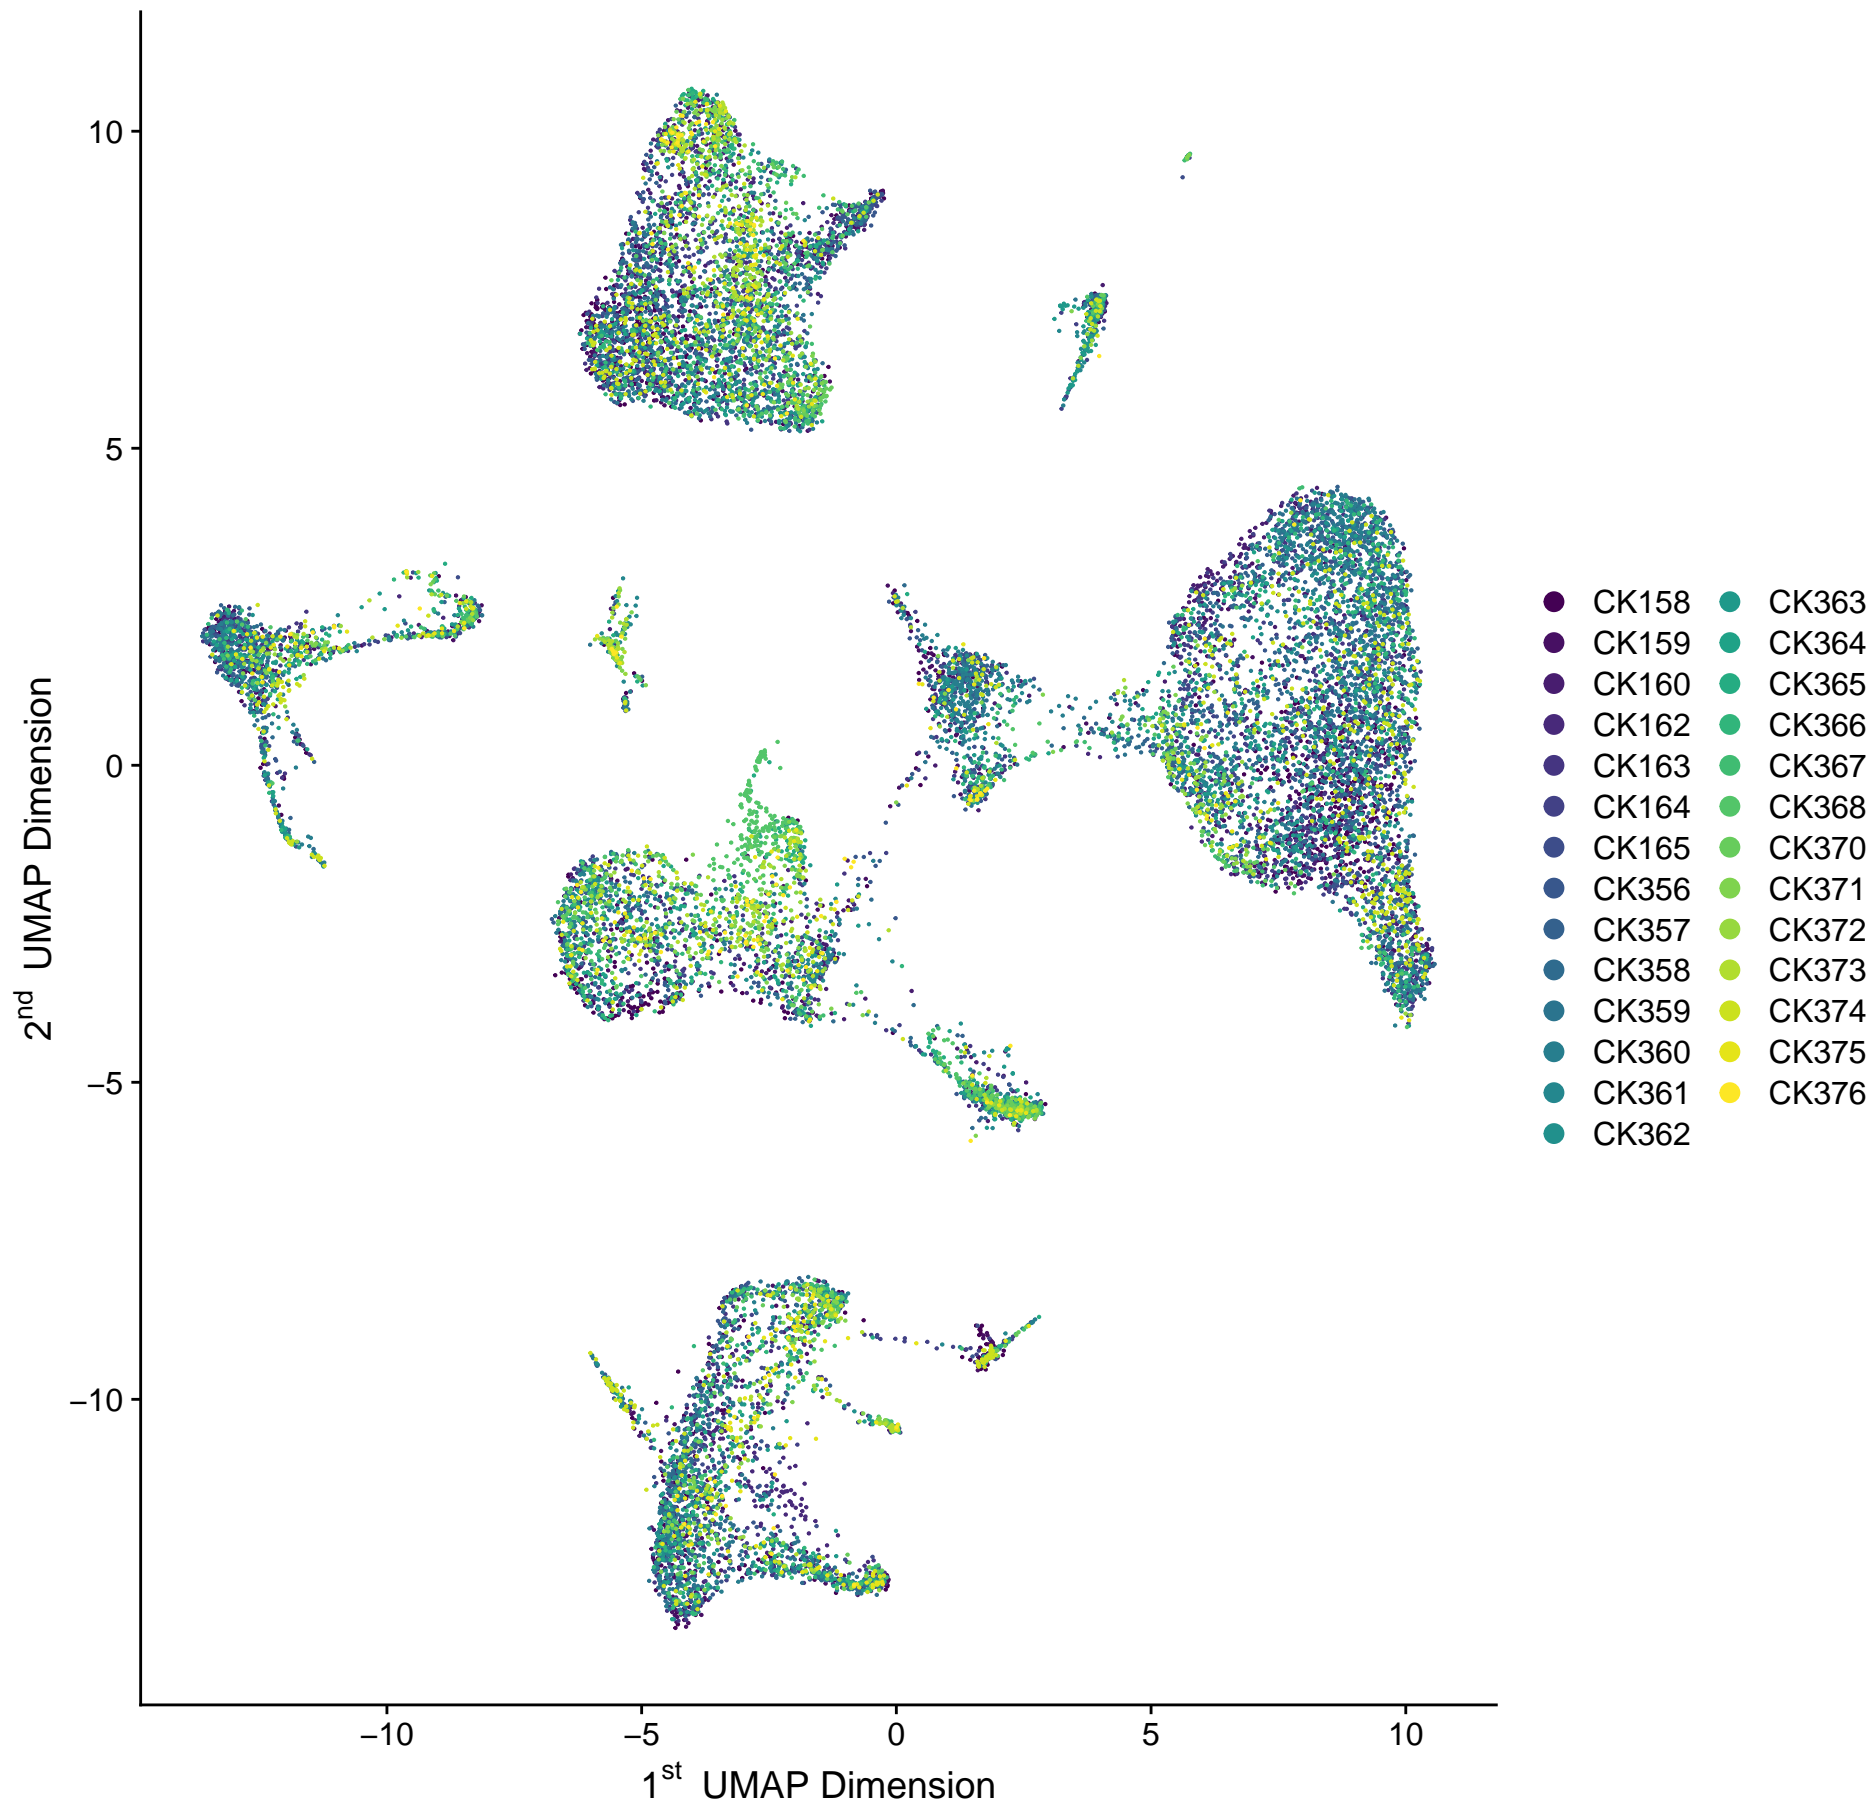 10
5
0
−5
−10
2nd UMAP Dimension
−10
−5
0
5
10
1st UMAP Dimension
CK158
CK159
CK160
CK162
CK163
CK164
CK165
CK356
CK357
CK358
CK359
CK360
CK361
CK362
CK363
CK364
CK365
CK366
CK367
CK368
CK370
CK371
CK372
CK373
CK374
CK375
CK376